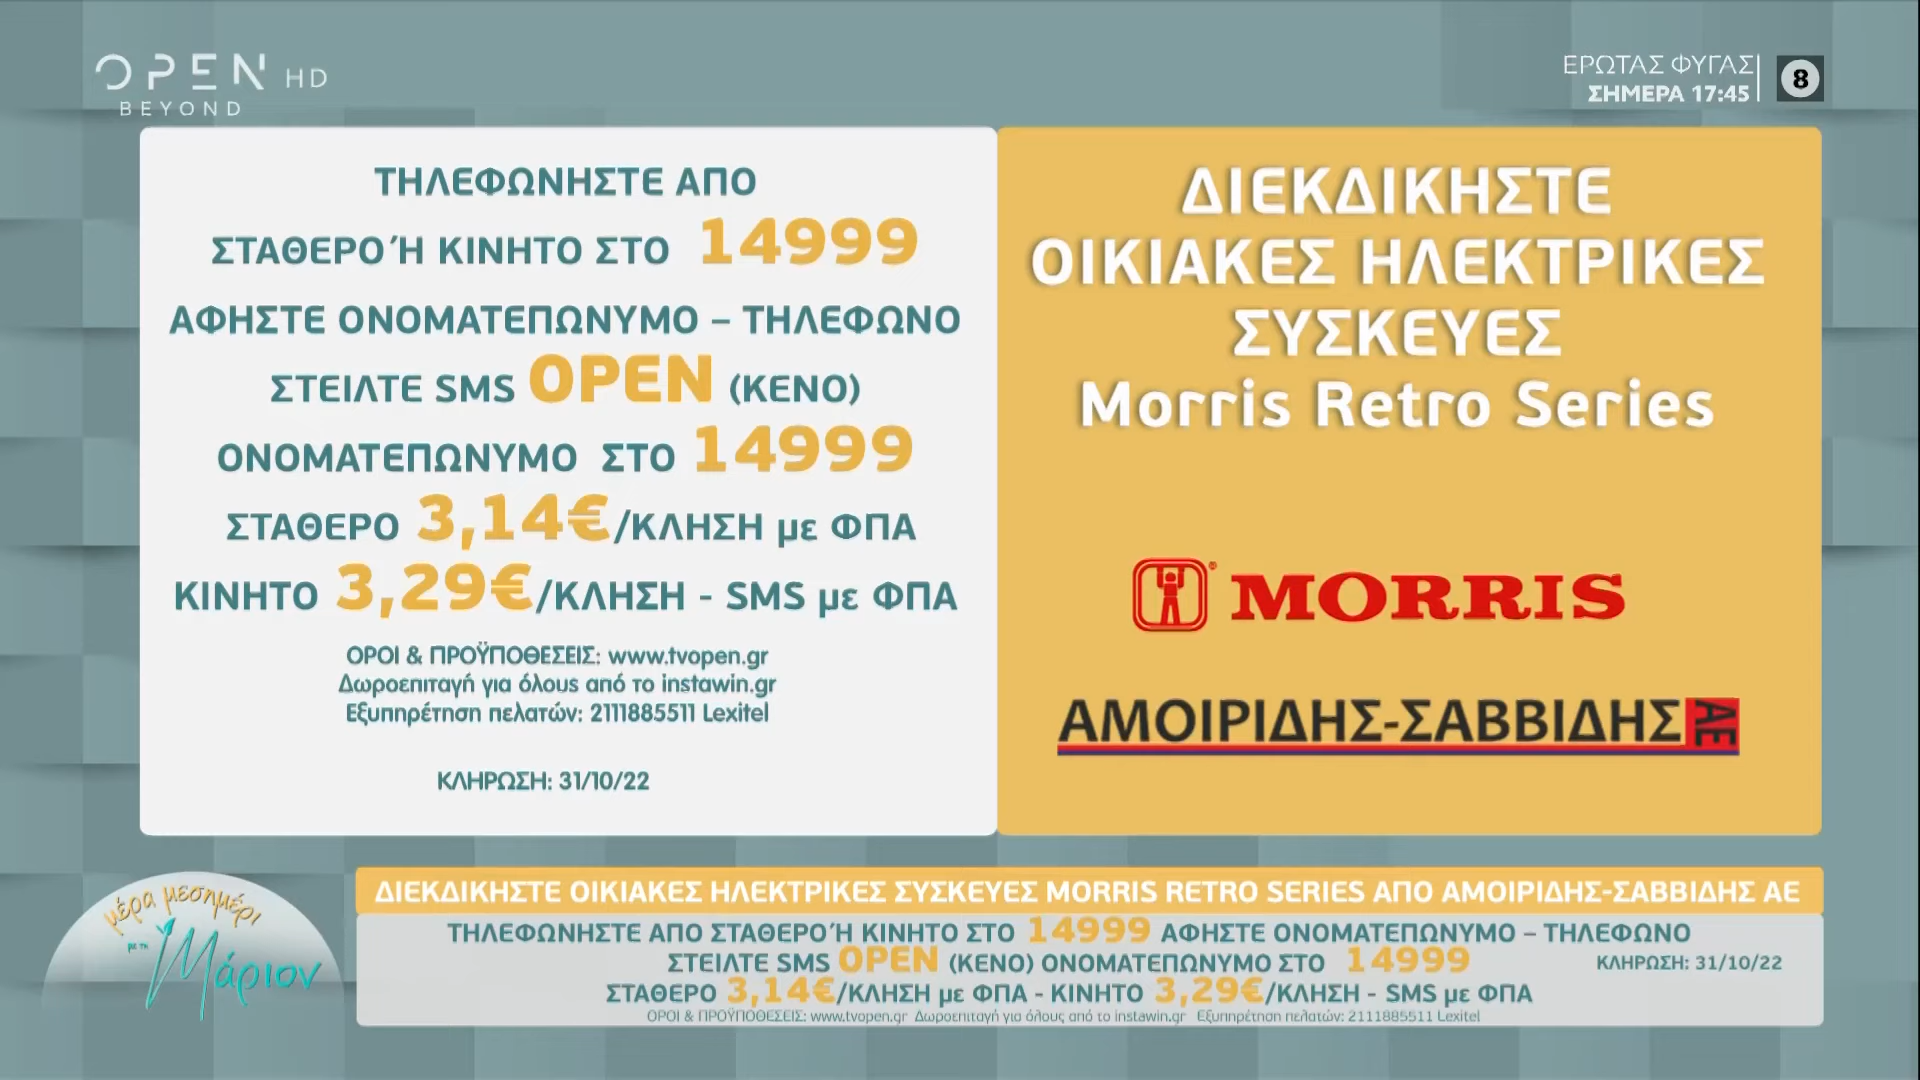 OPEN HD
BEYOND
ΕΡΩΤΑΣ ΦΥΓΑΣ
ΣΗΜΕΡΑ 17:45
8
ΤΗΛΕΦΩΝΗΣΤΕ ΑΠΟ
ΣΤΑΘΕΡΟ Ή ΚΙΝΗΤΟ ΣΤΟ 14999
ΑΦΗΣΤΕ ΟΝΟΜΑΤΕΠΩΝΥΜΟ – ΤΗΛΕΦΩΝΟ
ΣΤΕΙΛΤΕ SMS OPEN (ΚΕΝΟ)
ΟΝΟΜΑΤΕΠΩΝΥΜΟ ΣΤΟ 14999
ΣΤΑΘΕΡΟ 3,14€/ΚΛΗΣΗ με ΦΠΑ
ΚΙΝΗΤΟ 3,29€/ΚΛΗΣΗ - SMS με ΦΠΑ
ΟΡΟΙ & ΠΡΟΫΠΟΘΕΣΕΙΣ: www.tvopen.gr
Δωροεπιταγή για όλους από το instawin.gr
Εξυπηρέτηση πελατών: 2111885511 Lexitel
ΚΛΗΡΩΣΗ: 31/10/22
ΔΙΕΚΔΙΚΗΣΤΕ
ΟΙΚΙΑΚΕΣ ΗΛΕΚΤΡΙΚΕΣ
ΣΥΣΚΕΥΕΣ
Morris Retro Series
MORRIS
ΑΜΟΙΡΙΔΗΣ-ΣΑΒΒΙΔΗΣ ΑΕ
μέρα μεσημέρι
με τη
Μάριον
ΔΙΕΚΔΙΚΗΣΤΕ ΟΙΚΙΑΚΕΣ ΗΛΕΚΤΡΙΚΕΣ ΣΥΣΚΕΥΕΣ MORRIS RETRO SERIES ΑΠΟ ΑΜΟΙΡΙΔΗΣ-ΣΑΒΒΙΔΗΣ ΑΕ
ΤΗΛΕΦΩΝΗΣΤΕ ΑΠΟ ΣΤΑΘΕΡΟ Ή ΚΙΝΗΤΟ ΣΤΟ 14999 ΑΦΗΣΤΕ ΟΝΟΜΑΤΕΠΩΝΥΜΟ – ΤΗΛΕΦΩΝΟ
ΣΤΕΙΛΤΕ SMS OPEN (ΚΕΝΟ) ΟΝΟΜΑΤΕΠΩΝΥΜΟ ΣΤΟ 14999 ΚΛΗΡΩΣΗ: 31/10/22
ΣΤΑΘΕΡΟ 3,14€/ΚΛΗΣΗ με ΦΠΑ - ΚΙΝΗΤΟ 3,29€/ΚΛΗΣΗ - SMS με ΦΠΑ
ΟΡΟΙ & ΠΡΟΫΠΟΘΕΣΕΙΣ: www.tvopen.gr Δωροεπιταγή για όλους από το instawin.gr Εξυπηρέτηση πελατών: 2111885511 Lexitel